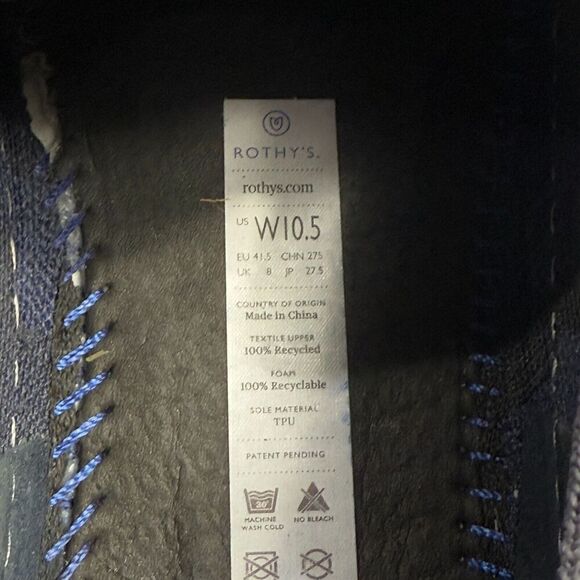 ROTHY'S.
rothys.com
US W10.5
EU 41.5 CHN 275
UK 8 JP 27.5
COUNTRY OF ORIGIN
Made in China
TEXTILE UPPER
100% Recycled
FOAM
100% Recyclable
SOLE MATERIAL
TPU
PATENT PENDING
30°
MACHINE WASH COLD
NO BLEACH